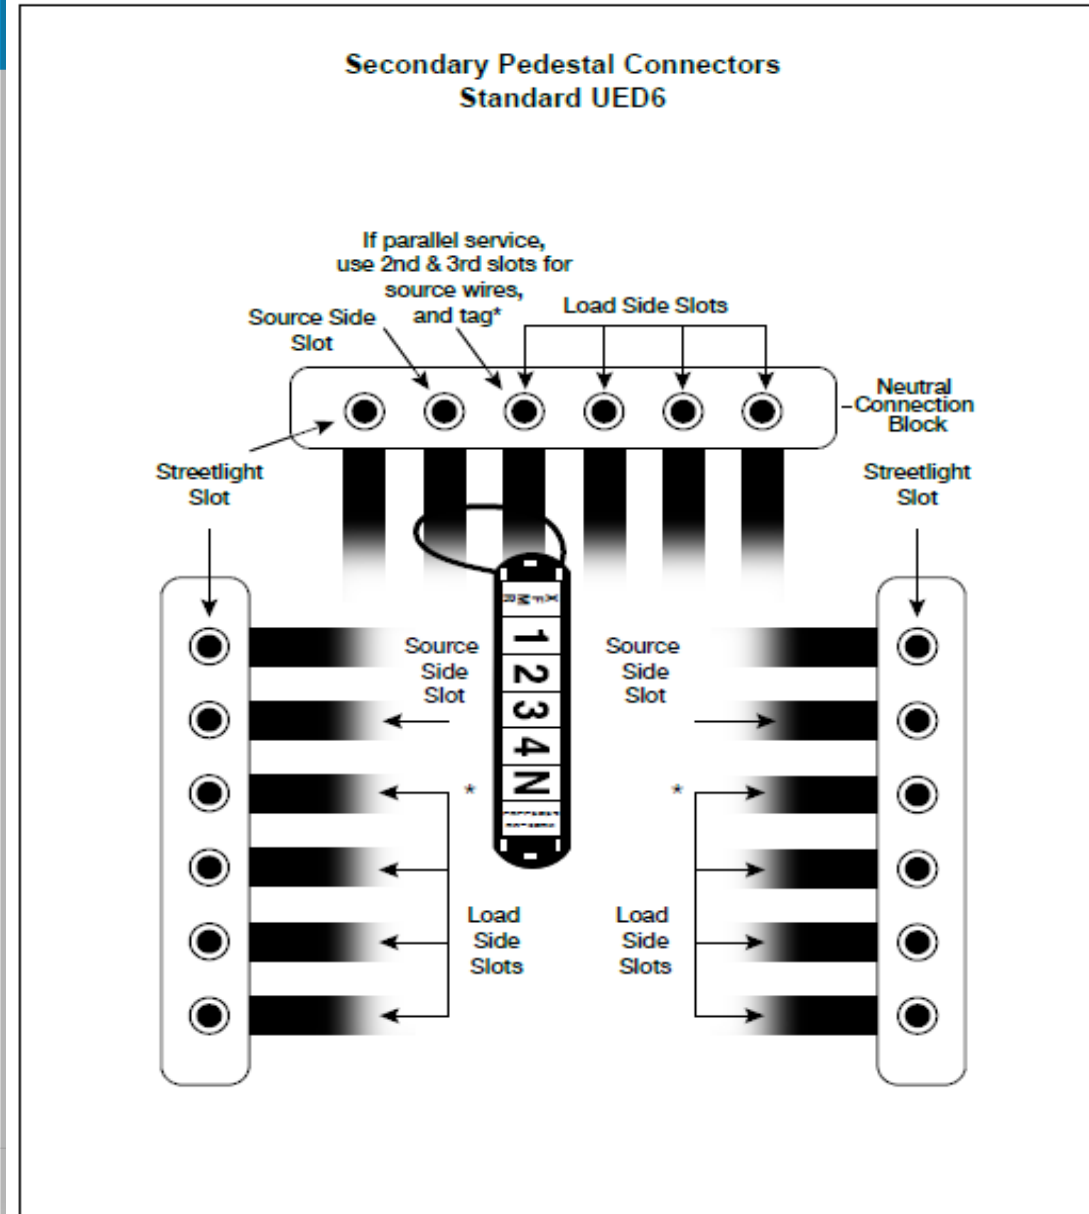 Secondary Pedestal Connectors
Standard UED6
If parallel service,
use 2nd & 3rd slots for
source wires,
and tag*
Source Side
Slot
Load Side Slots
Neutral
Connection
Block
Streetlight
Slot
Streetlight
Slot
XFMR
1
2
3
4
N
Source
Side
Slot
Source
Side
Slot
*
*
Load
Side
Slots
Load
Side
Slots